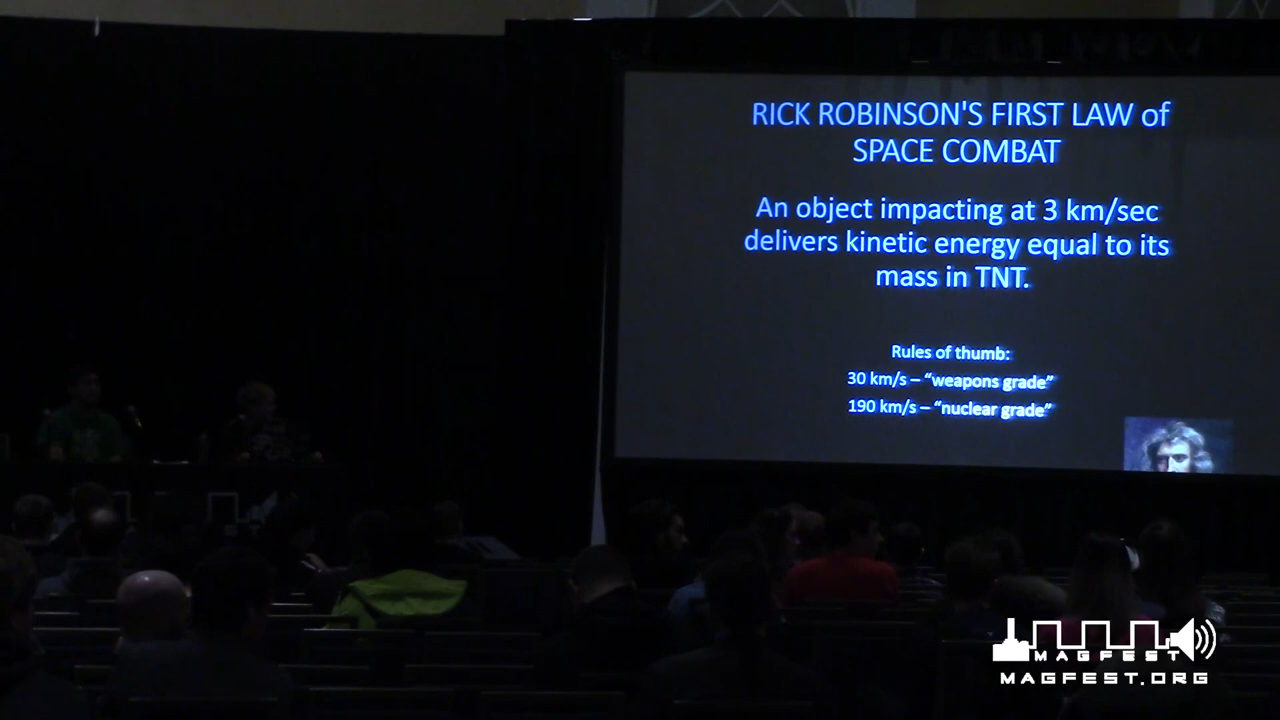 RICK ROBINSON'S FIRST LAW of
SPACE COMBAT
An object impacting at 3 km/sec
delivers kinetic energy equal to its
mass in TNT.
Rules of thumb:
30 km/s – “weapons grade”
190 km/s – “nuclear grade”
MAGFEST
MAGFEST.ORG